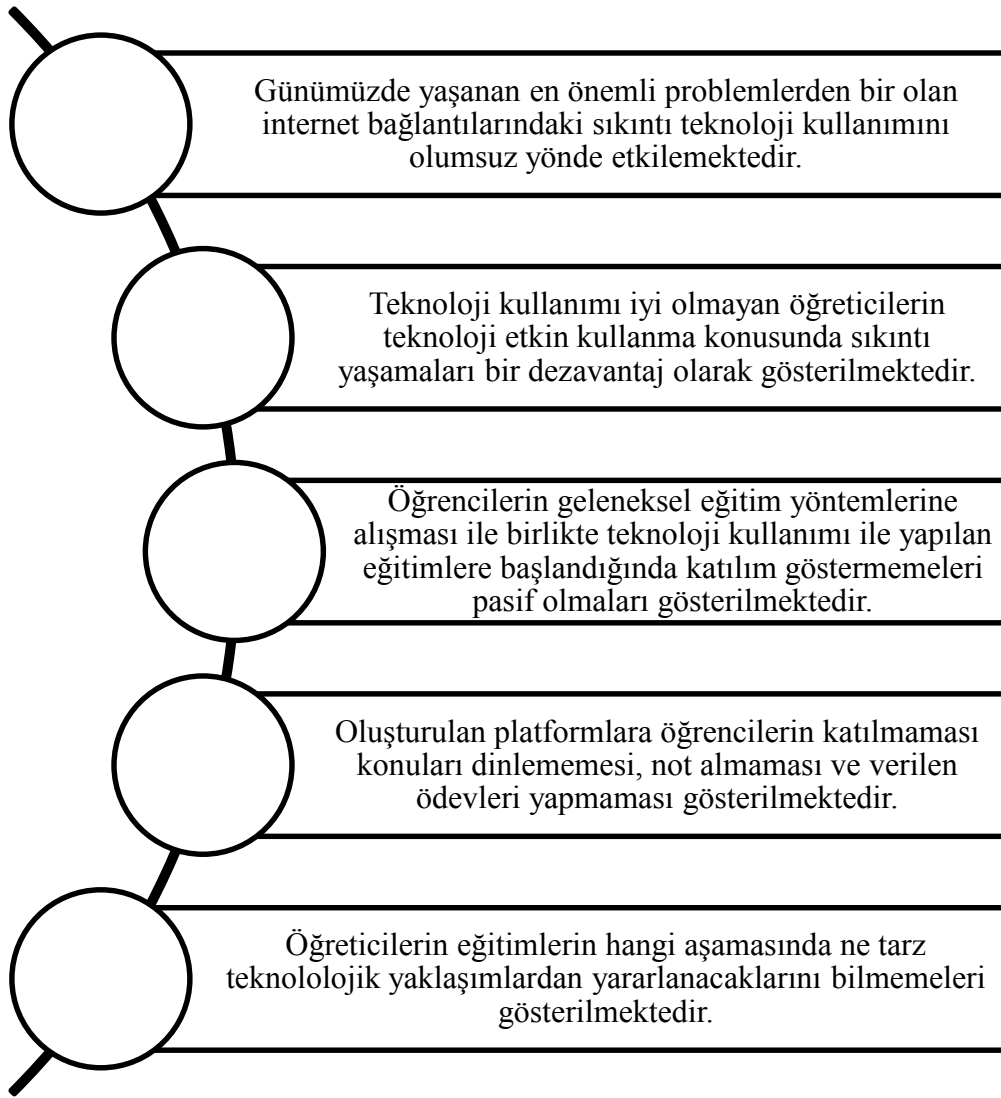 Günümüzde yaşanan en önemli problemlerden bir olan
internet bağlantılarındaki sıkıntı teknoloji kullanımını
olumsuz yönde etkilemektedir.
Teknoloji kullanımı iyi olmayan öğreticilerin
teknoloji etkin kullanma konusunda sıkıntı
yaşamaları bir dezavantaj olarak gösterilmektedir.
Öğrencilerin geleneksel eğitim yöntemlerine
alışması ile birlikte teknoloji kullanımı ile yapılan
eğitimlere başlandığında katılım göstermemeleri
pasif olmaları gösterilmektedir.
Oluşturulan platformlara öğrencilerin katılmaması
konuları dinlememesi, not almaması ve verilen
ödevleri yapmaması gösterilmektedir.
Öğreticilerin eğitimlerin hangi aşamasında ne tarz
teknololojik yaklaşımlardan yararlanacaklarını bilmemeleri
gösterilmektedir.